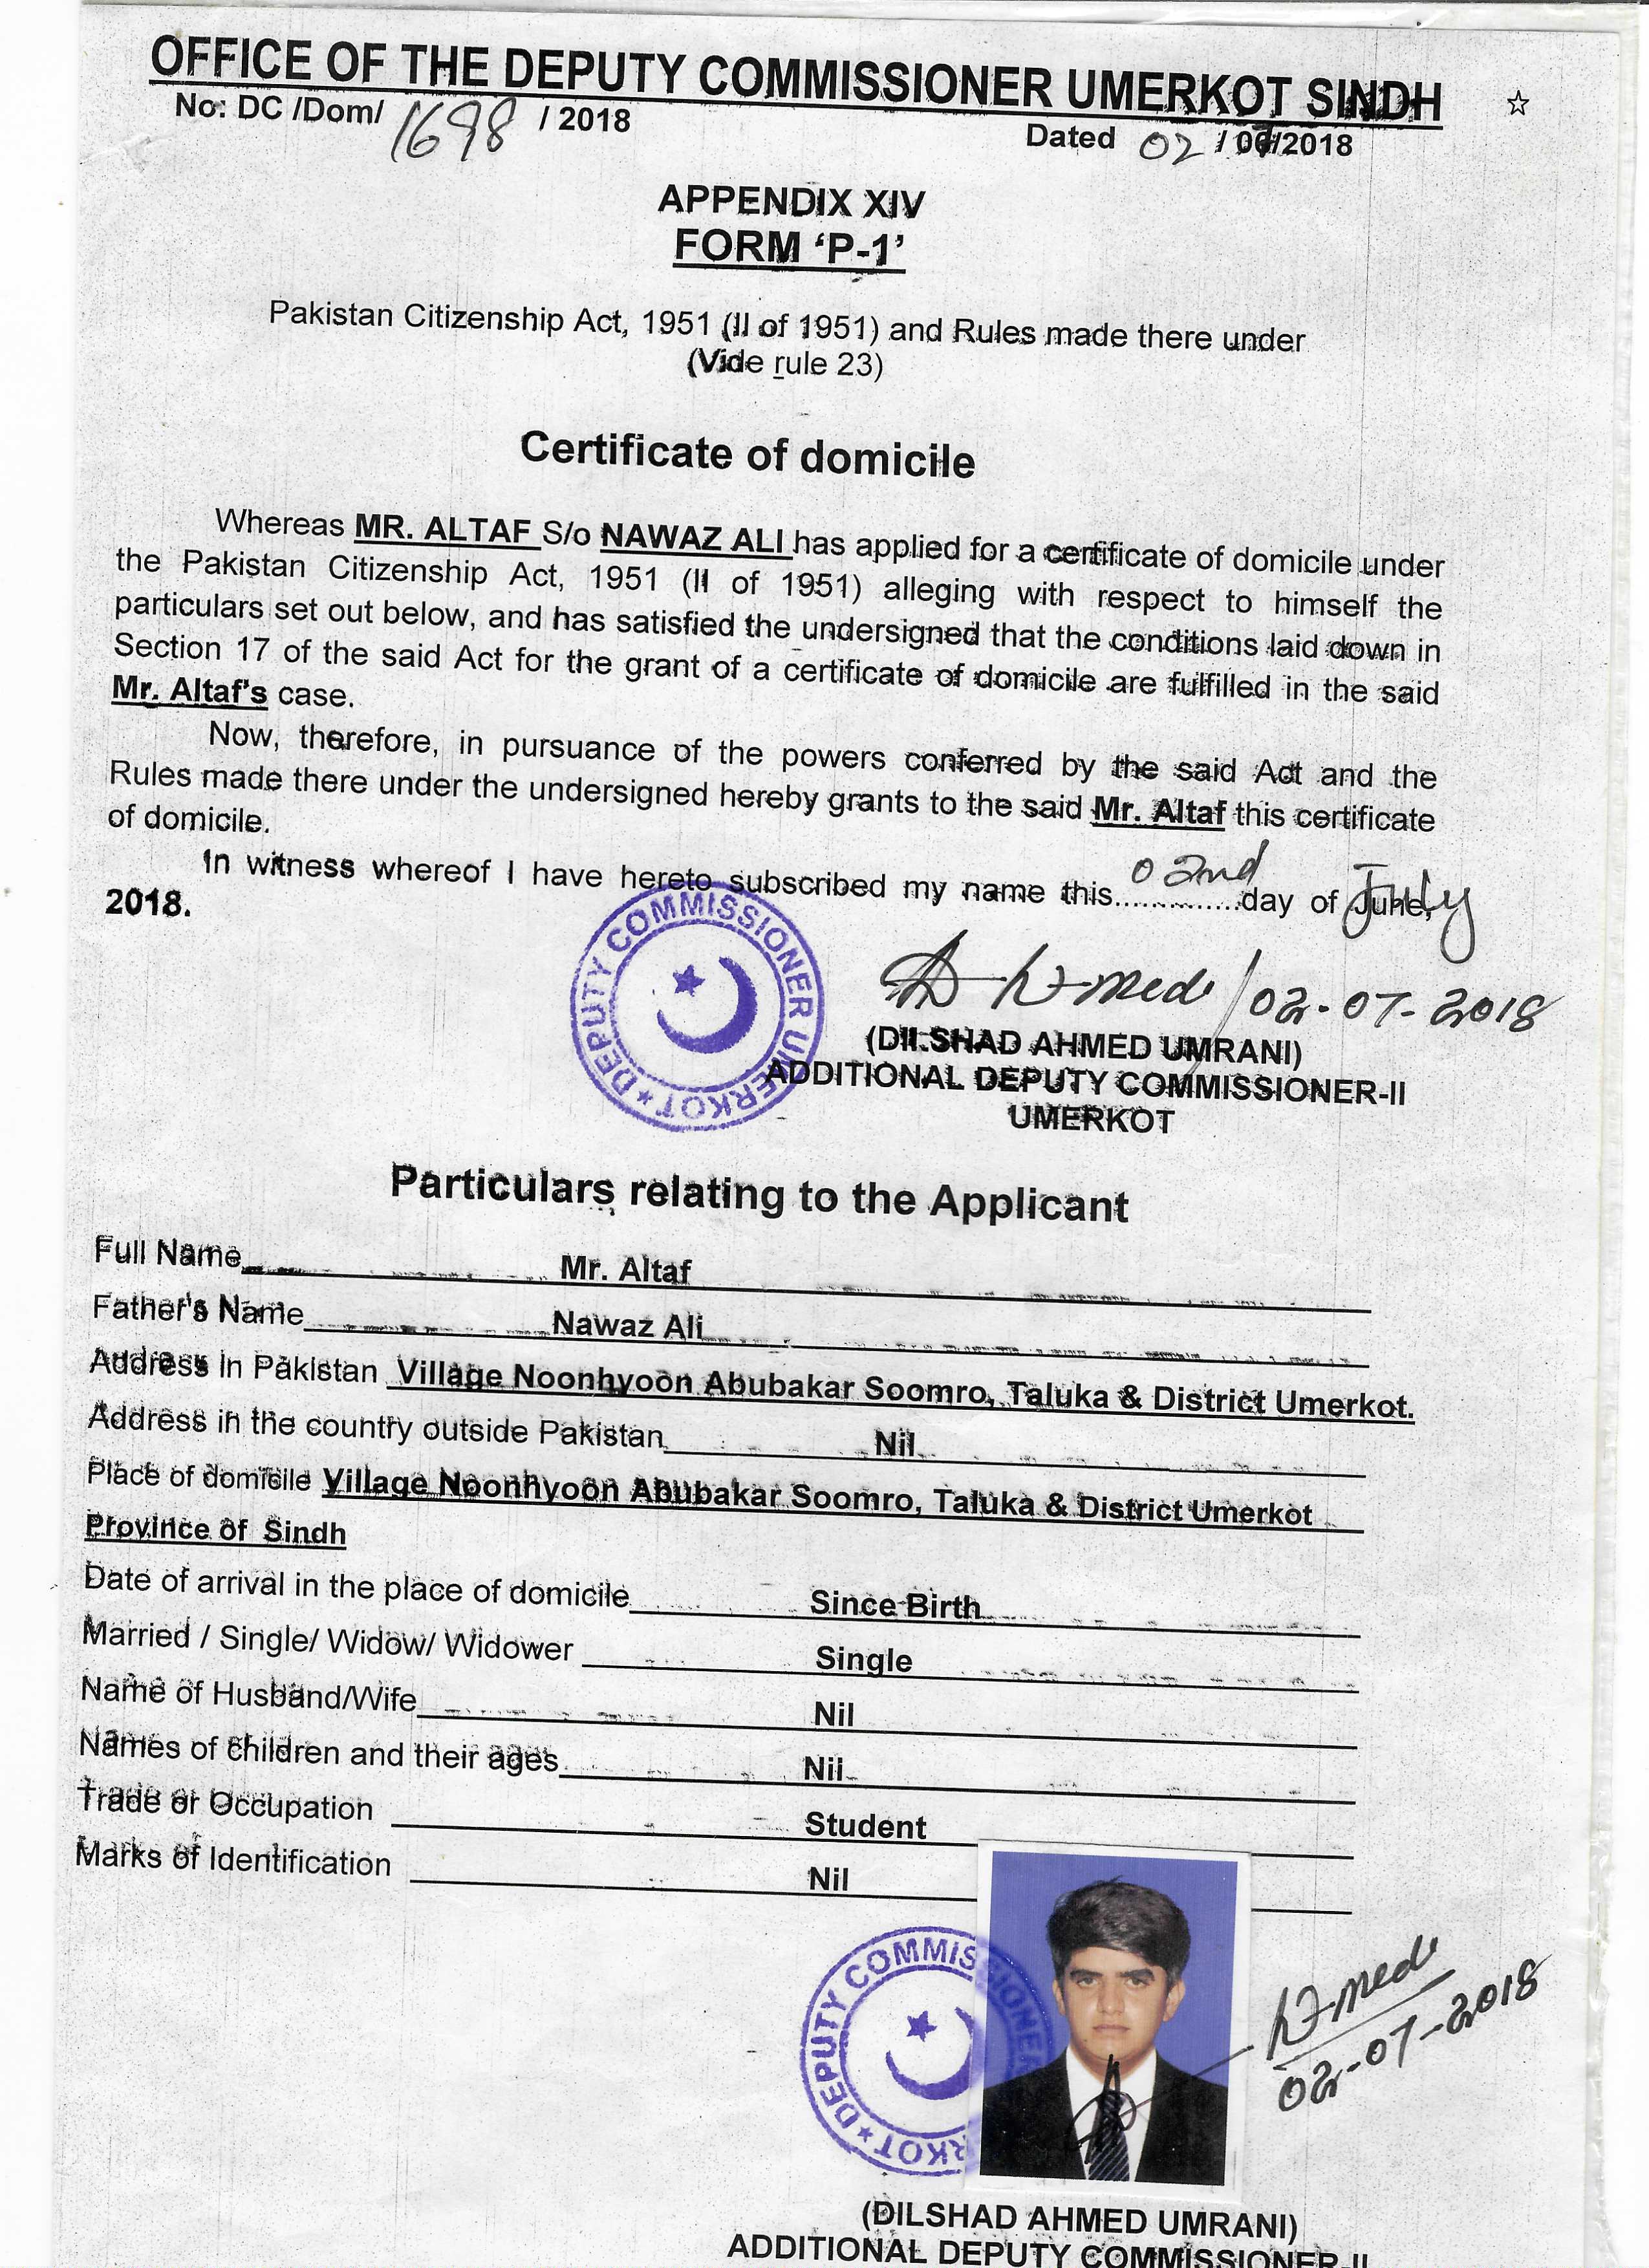 OFFICE OF THE DEPUTY COMMISSIONER UMERKOT SINDH ☆
No: DC /Dom/ 1698 / 2018
Dated 02 / 07/2018
APPENDIX XIV
FORM ‘P-1’
Pakistan Citizenship Act, 1951 (II of 1951) and Rules made there under
(Vide rule 23)
Certificate of domicile
Whereas MR. ALTAF S/o NAWAZ ALI has applied for a certificate of domicile under
the Pakistan Citizenship Act, 1951 (II of 1951) alleging with respect to himself the
particulars set out below, and has satisfied the undersigned that the conditions laid down in
Section 17 of the said Act for the grant of a certificate of domicile are fulfilled in the said
Mr. Altaf's case.
Now, therefore, in pursuance of the powers conferred by the said Act and the
Rules made there under the undersigned hereby grants to the said Mr. Altaf this certificate
of domicile.
In witness whereof I have hereto subscribed my name this 02nd day of June, July
2018.
DEPUTY COMMISSIONER UMERKOT
Ahmed / 02-07-2018
(DILSHAD AHMED UMRANI)
ADDITIONAL DEPUTY COMMISSIONER-II
UMERKOT
Particulars relating to the Applicant
Full Name Mr. Altaf
Father's Name Nawaz Ali
Address in Pakistan Village Noonhyoon Abubakar Soomro, Taluka & District Umerkot.
Address in the country outside Pakistan Nil
Place of domicile Village Noonhyoon Abubakar Soomro, Taluka & District Umerkot
Province of Sindh
Date of arrival in the place of domicile Since Birth
Married / Single/ Widow/ Widower Single
Name of Husband/Wife Nil
Names of children and their ages Nil
Trade or Occupation Student
Marks of Identification Nil
DEPUTY COMMISSIONER UMERKOT
Ahmed
02-07-2018
(DILSHAD AHMED UMRANI)
ADDITIONAL DEPUTY COMMISSIONER-II